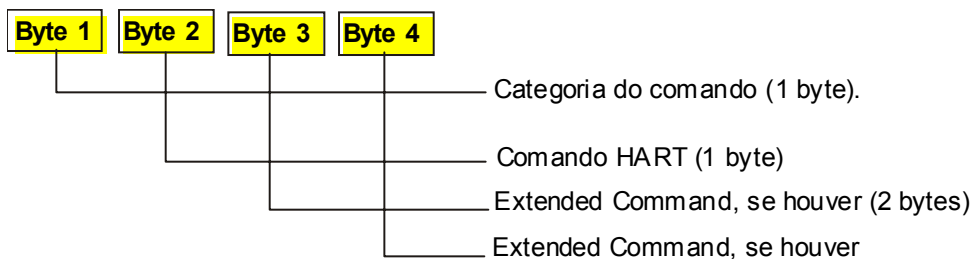 Byte 1 Byte 2 Byte 3 Byte 4
Categoria do comando (1 byte).
Comando HART (1 byte)
Extended Command, se houver (2 bytes)
Extended Command, se houver